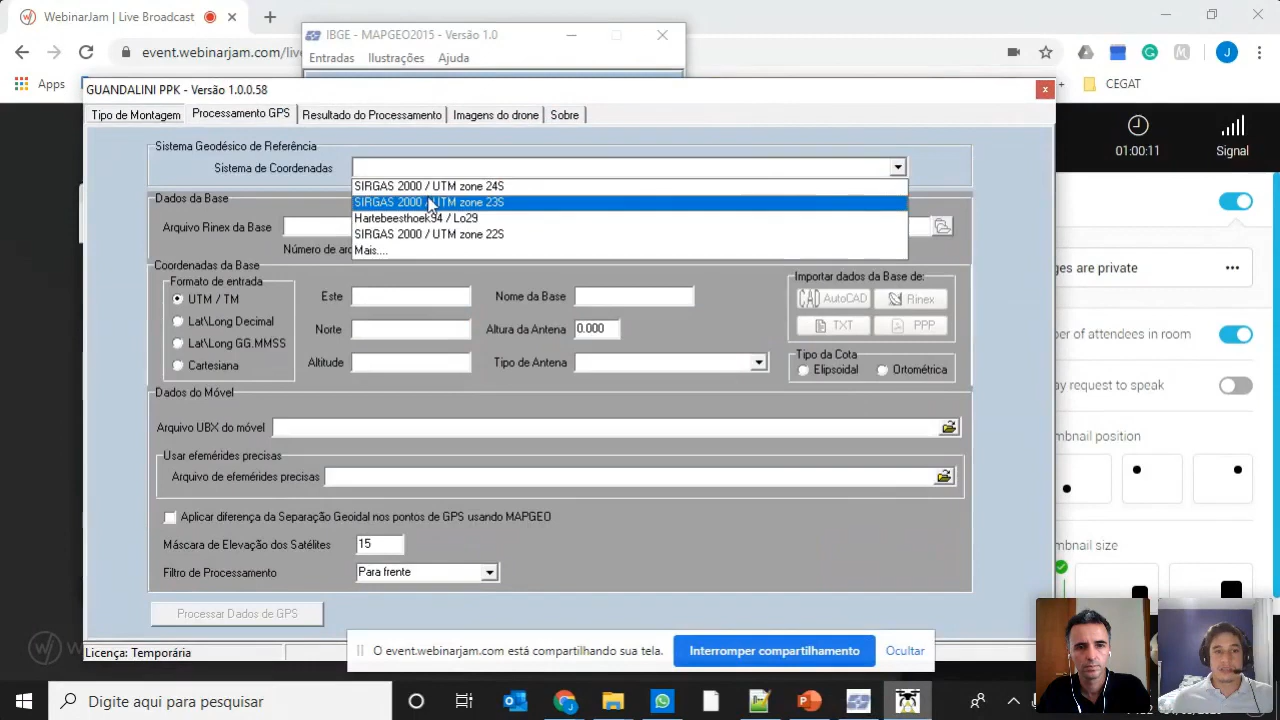 WebinarJam | Live Broadcast
IBGE - MAPGEO2015 - Versão 1.0
Entradas Ilustrações Ajuda
event.webinarjam.com/live
Apps
CEGAT
GUANDALINI PPK - Versão 1.0.0.58
Tipo de Montagem Processamento GPS Resultado do Processamento Imagens do drone Sobre
Sistema Geodésico de Referência
Sistema de Coordenadas
SIRGAS 2000 / UTM zone 24S
SIRGAS 2000 / UTM zone 23S
Hartebeesthoek94 / Lo29
SIRGAS 2000 / UTM zone 22S
Mais....
Dados da Base
Arquivo Rinex da Base
Número de arq
Coordenadas da Base
Formato de entrada
UTM / TM
Lat\Long Decimal
Lat\Long GG.MMSS
Cartesiana
Este
Norte
Altitude
Nome da Base
Altura da Antena 0.000
Tipo de Antena
Importar dados da Base de:
CAD AutoCAD Rinex
TXT PPP
Tipo da Cota
Elipsoidal Ortométrica
Dados do Móvel
Arquivo UBX do móvel
Usar efemérides precisas
Arquivo de efemérides precisas
Aplicar diferença da Separação Geoidal nos pontos de GPS usando MAPGEO
Máscara de Elevação dos Satélites 15
Filtro de Processamento Para frente
Processar Dados de GPS
Licença: Temporária
01:00:11 Signal
ges are private
ber of attendees in room
ay request to speak
mbnail position
mbnail size
O event.webinarjam.com está compartilhando sua tela. Interromper compartilhamento Ocultar
Digite aqui para pesquisar